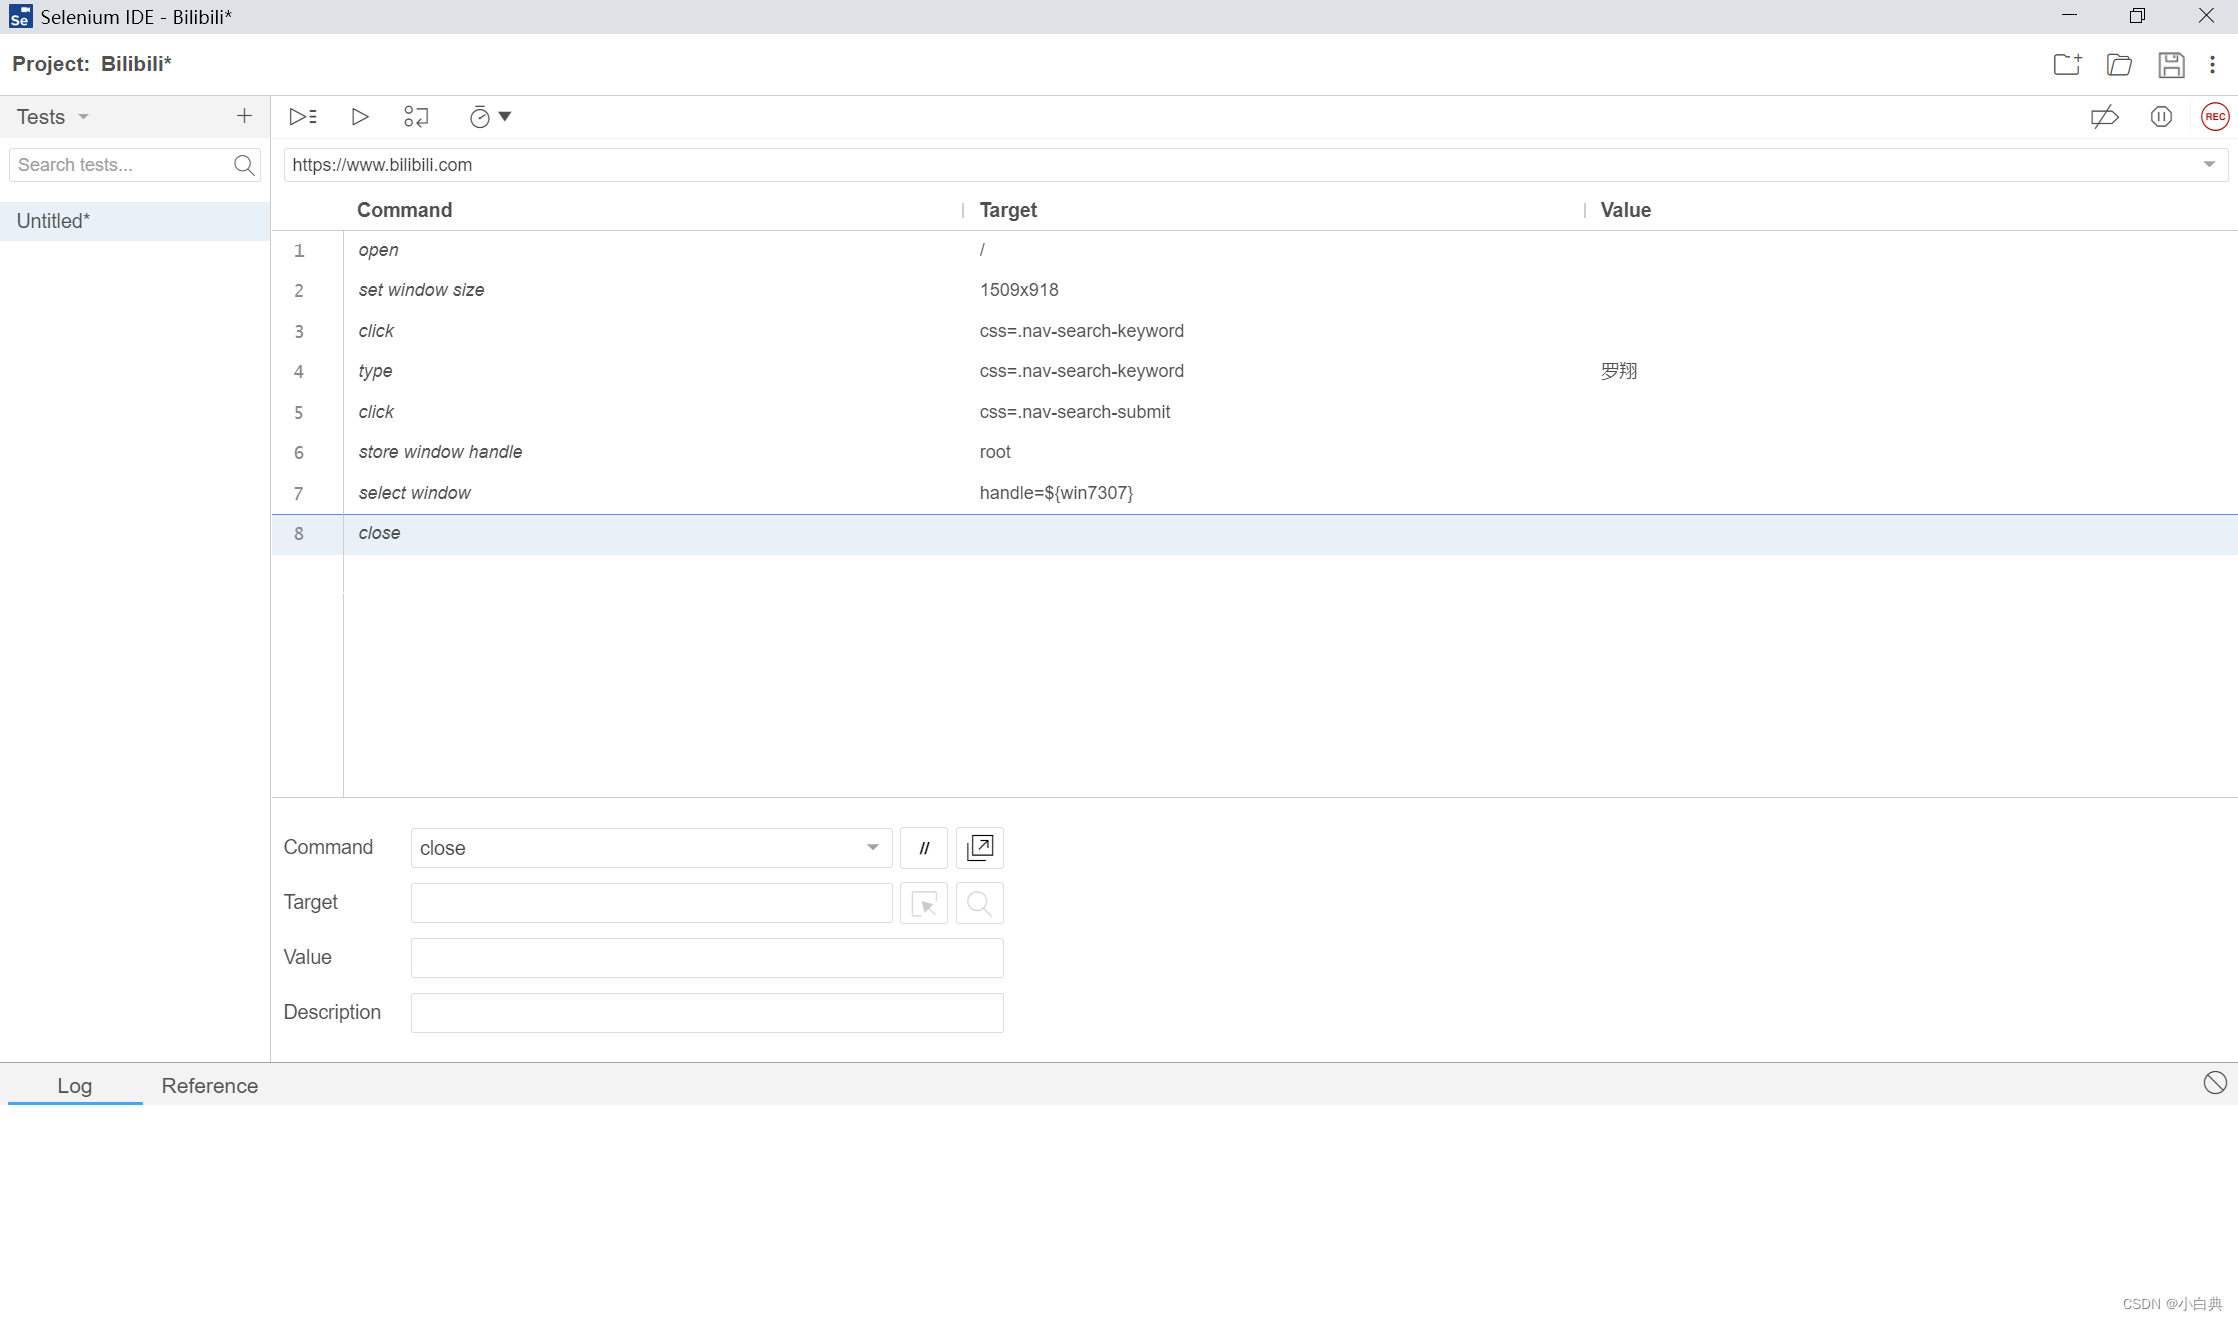 Selenium IDE - Bilibili*
Project: Bilibili*
Tests
Search tests...
Untitled*
REC
https://www.bilibili.com
Command Target Value
1 open /
2 set window size 1509x918
3 click css=.nav-search-keyword
4 type css=.nav-search-keyword 罗翔
5 click css=.nav-search-submit
6 store window handle root
7 select window handle=${win7307}
8 close
Command close //
Target
Value
Description
Log Reference
CSDN @小白典